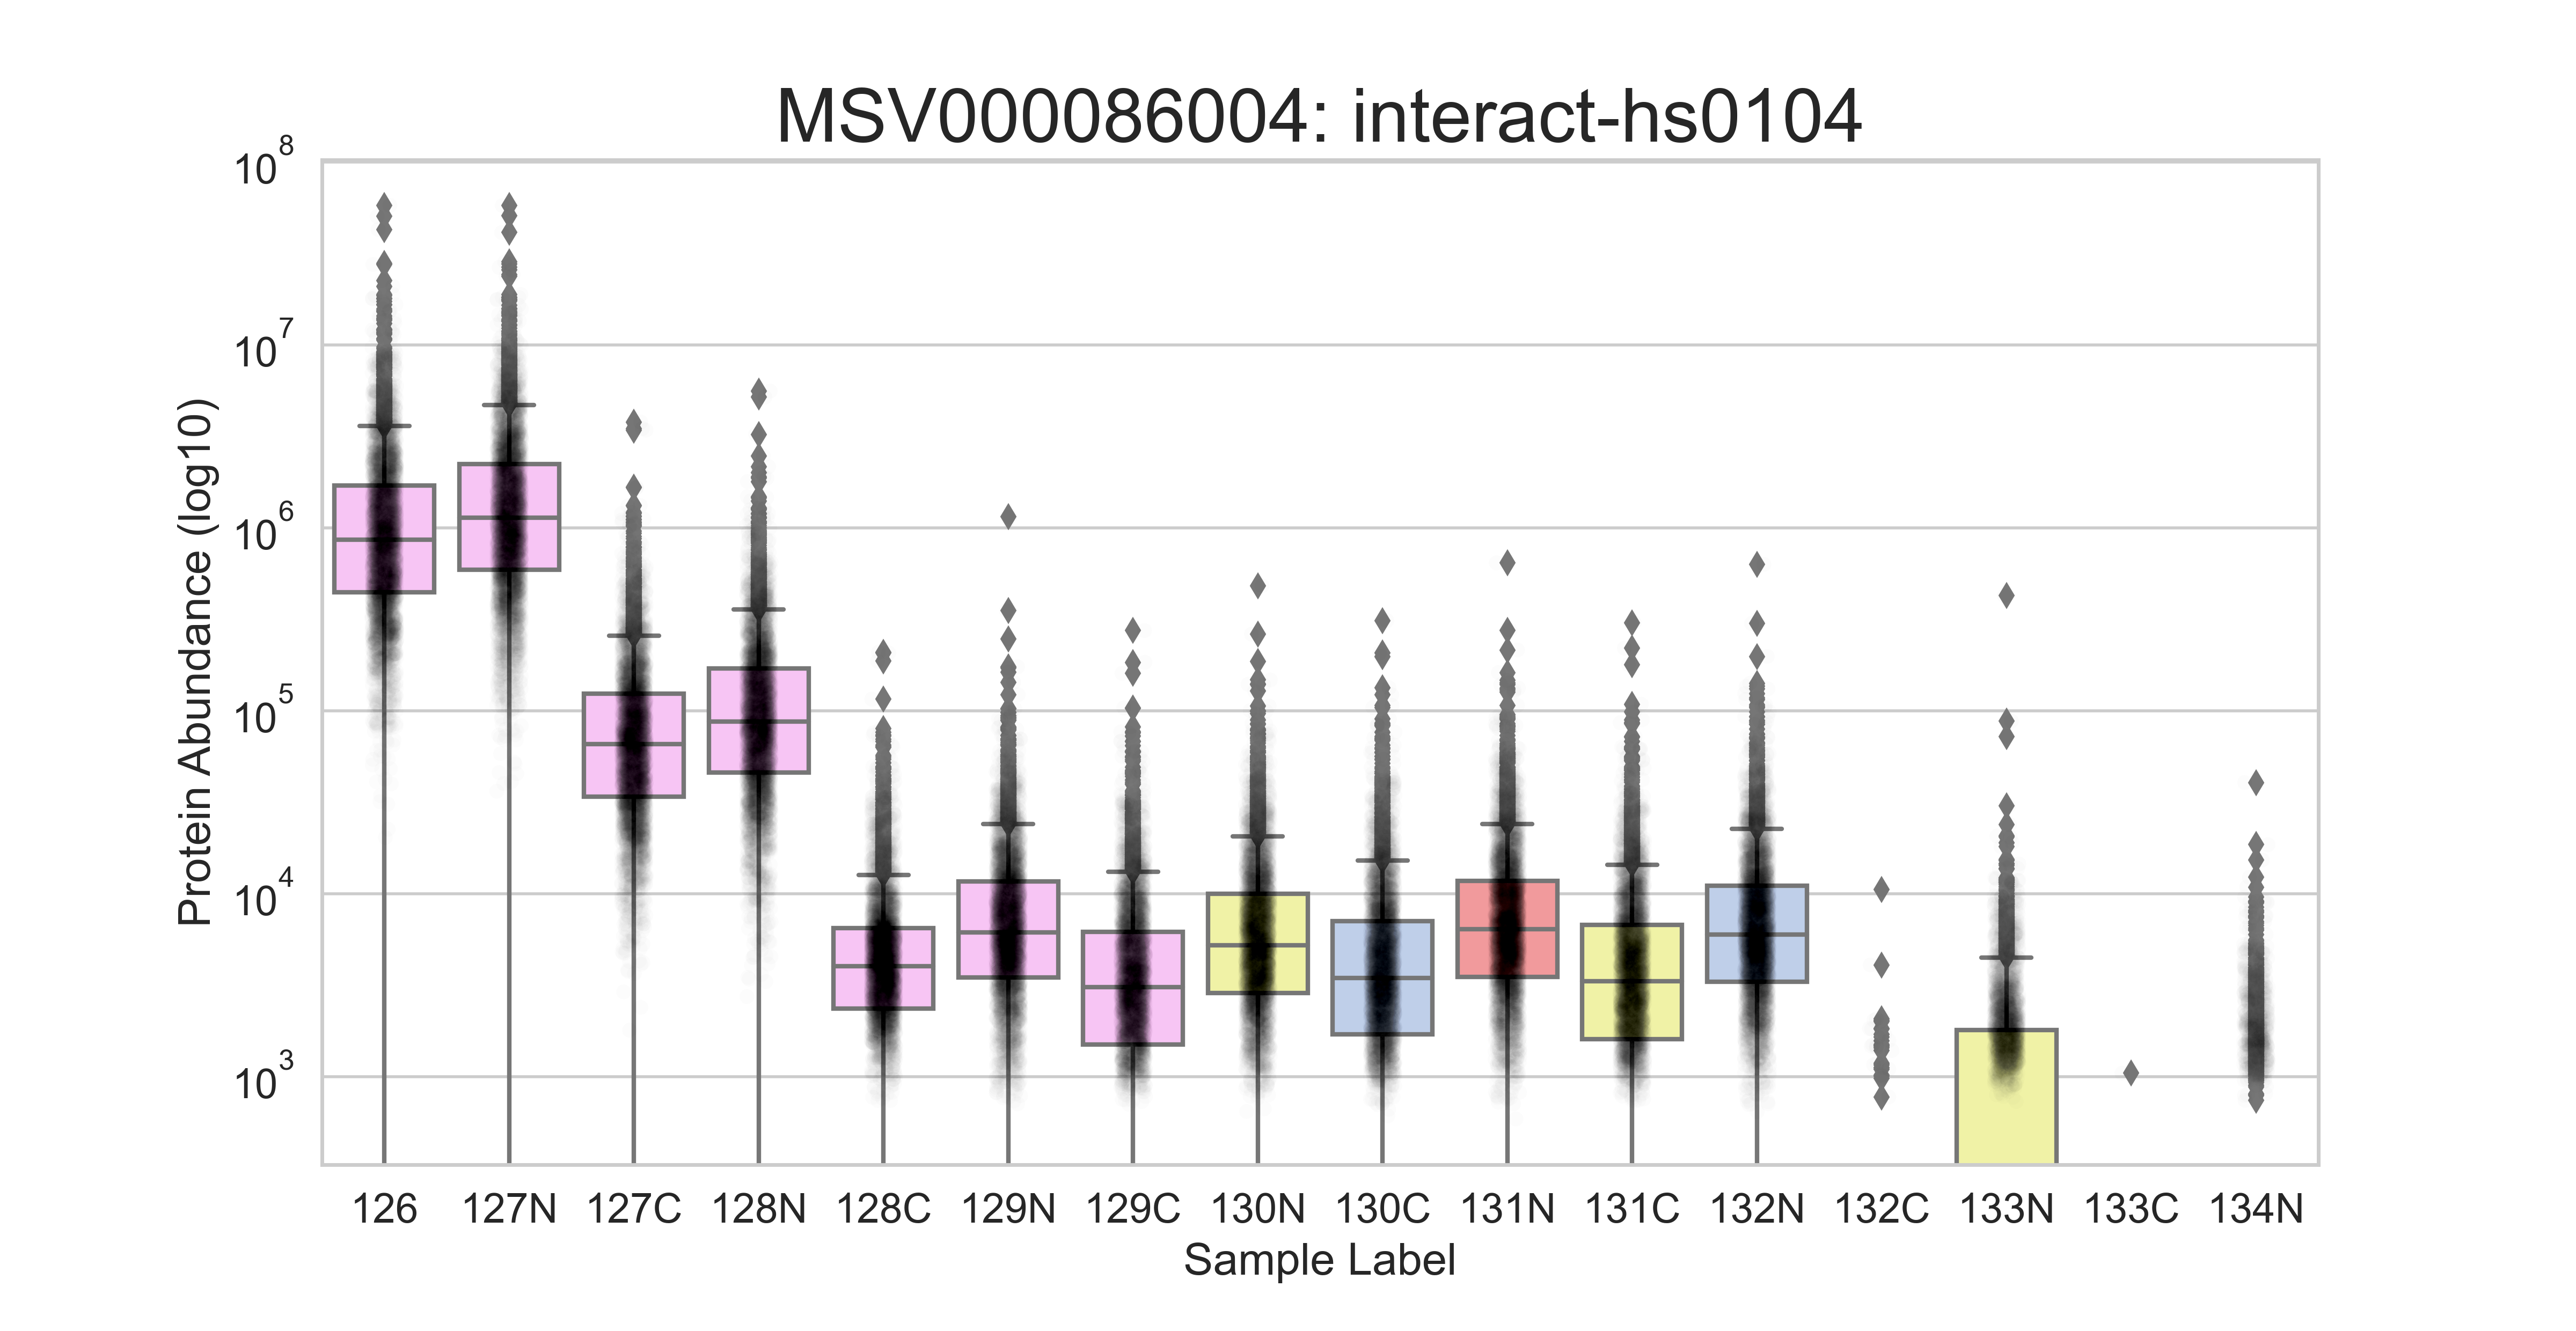 MSV000086004: interact-hs0104
Protein Abundance (log10)
10^8
10^7
10^6
10^5
10^4
10^3
126 127N 127C 128N 128C 129N 129C 130N 130C 131N 131C 132N 132C 133N 133C 134N
Sample Label